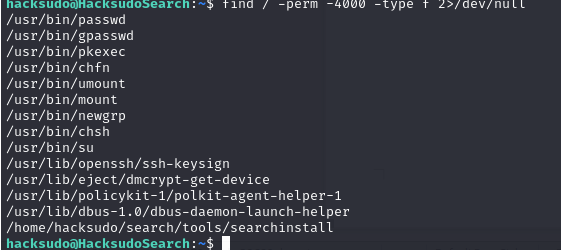 hacksudo@HacksudoSearch:~$ find / -perm -4000 -type f 2>/dev/null
/usr/bin/passwd
/usr/bin/gpasswd
/usr/bin/pkexec
/usr/bin/chfn
/usr/bin/umount
/usr/bin/mount
/usr/bin/newgrp
/usr/bin/chsh
/usr/bin/su
/usr/lib/openssh/ssh-keysign
/usr/lib/eject/dmcrypt-get-device
/usr/lib/policykit-1/polkit-agent-helper-1
/usr/lib/dbus-1.0/dbus-daemon-launch-helper
/home/hacksudo/search/tools/searchinstall
hacksudo@HacksudoSearch:~$